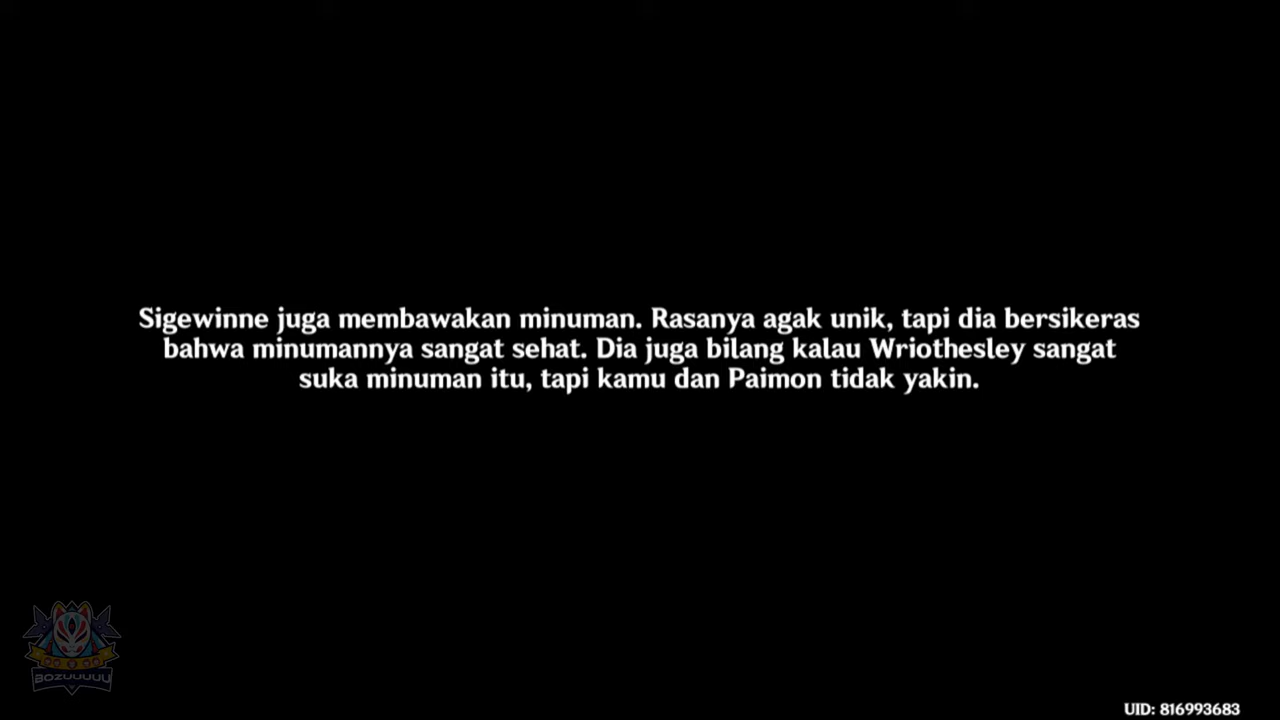 Sigewinne juga membawakan minuman. Rasanya agak unik, tapi dia bersikeras
bahwa minumannya sangat sehat. Dia juga bilang kalau Wriothesley sangat
suka minuman itu, tapi kamu dan Paimon tidak yakin.
BOZUUUUU
UID: 816993683